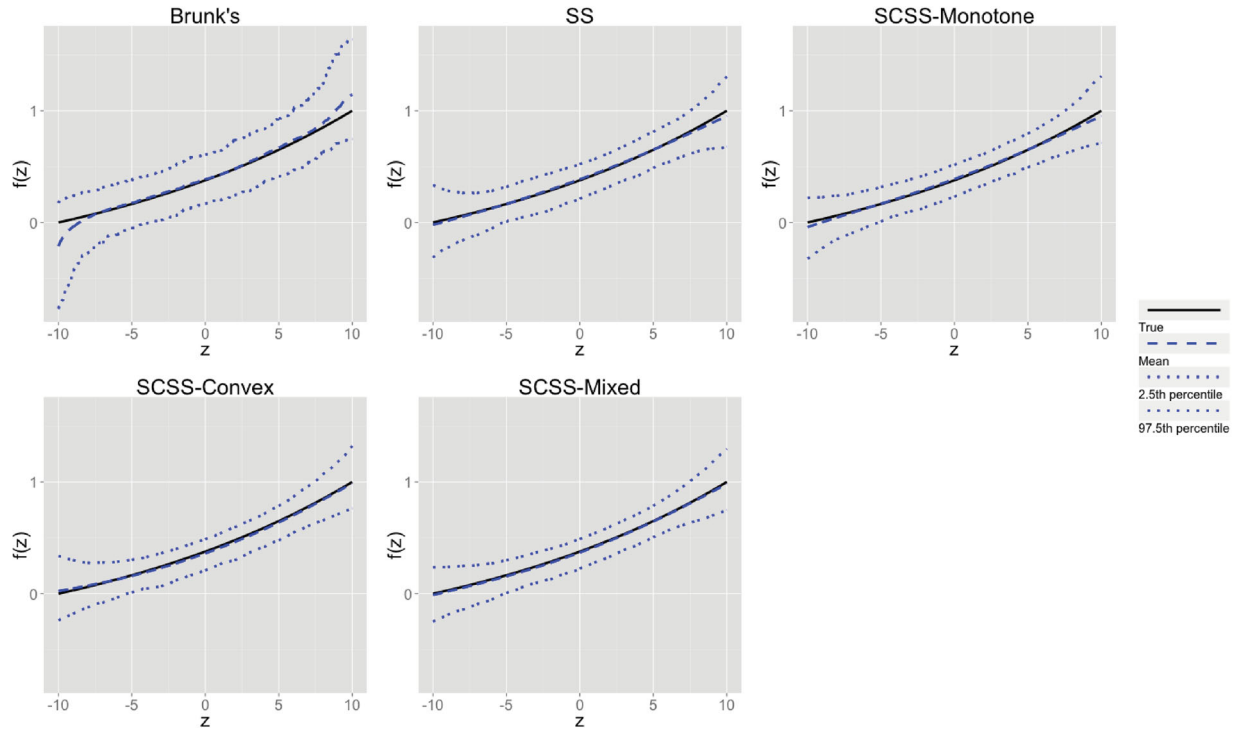 Brunk's
SS
SCSS-Monotone
f(z)
1
0
-10 -5 0 5 10
z
f(z)
1
0
-10 -5 0 5 10
z
f(z)
1
0
-10 -5 0 5 10
z
True
Mean
2.5th percentile
97.5th percentile
SCSS-Convex
SCSS-Mixed
f(z)
1
0
-10 -5 0 5 10
z
f(z)
1
0
-10 -5 0 5 10
z